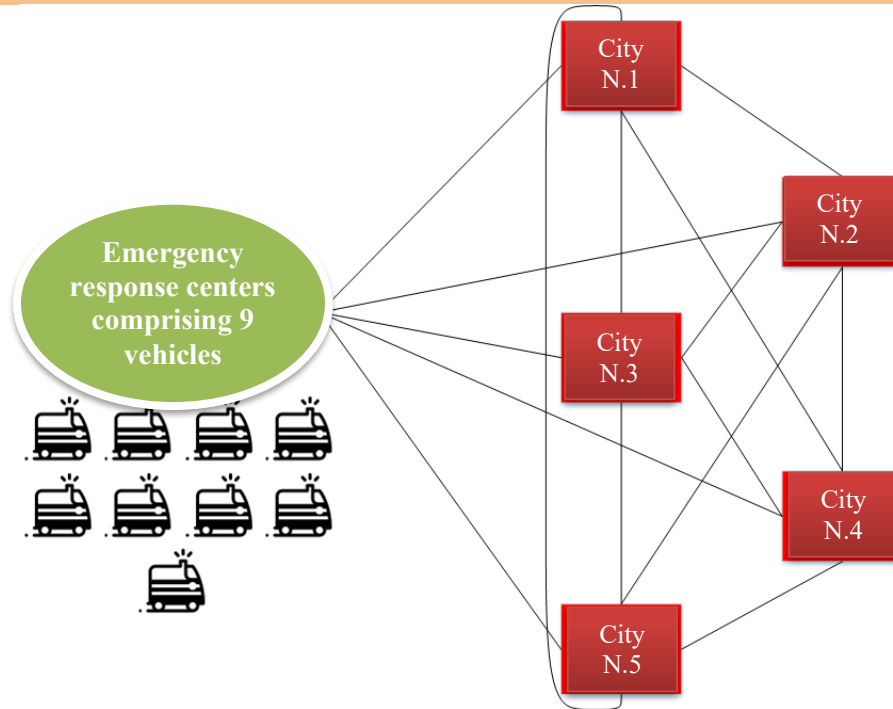 City
N.1
City
N.2
Emergency
response centers
comprising 9
vehicles
City
N.3
City
N.4
City
N.5